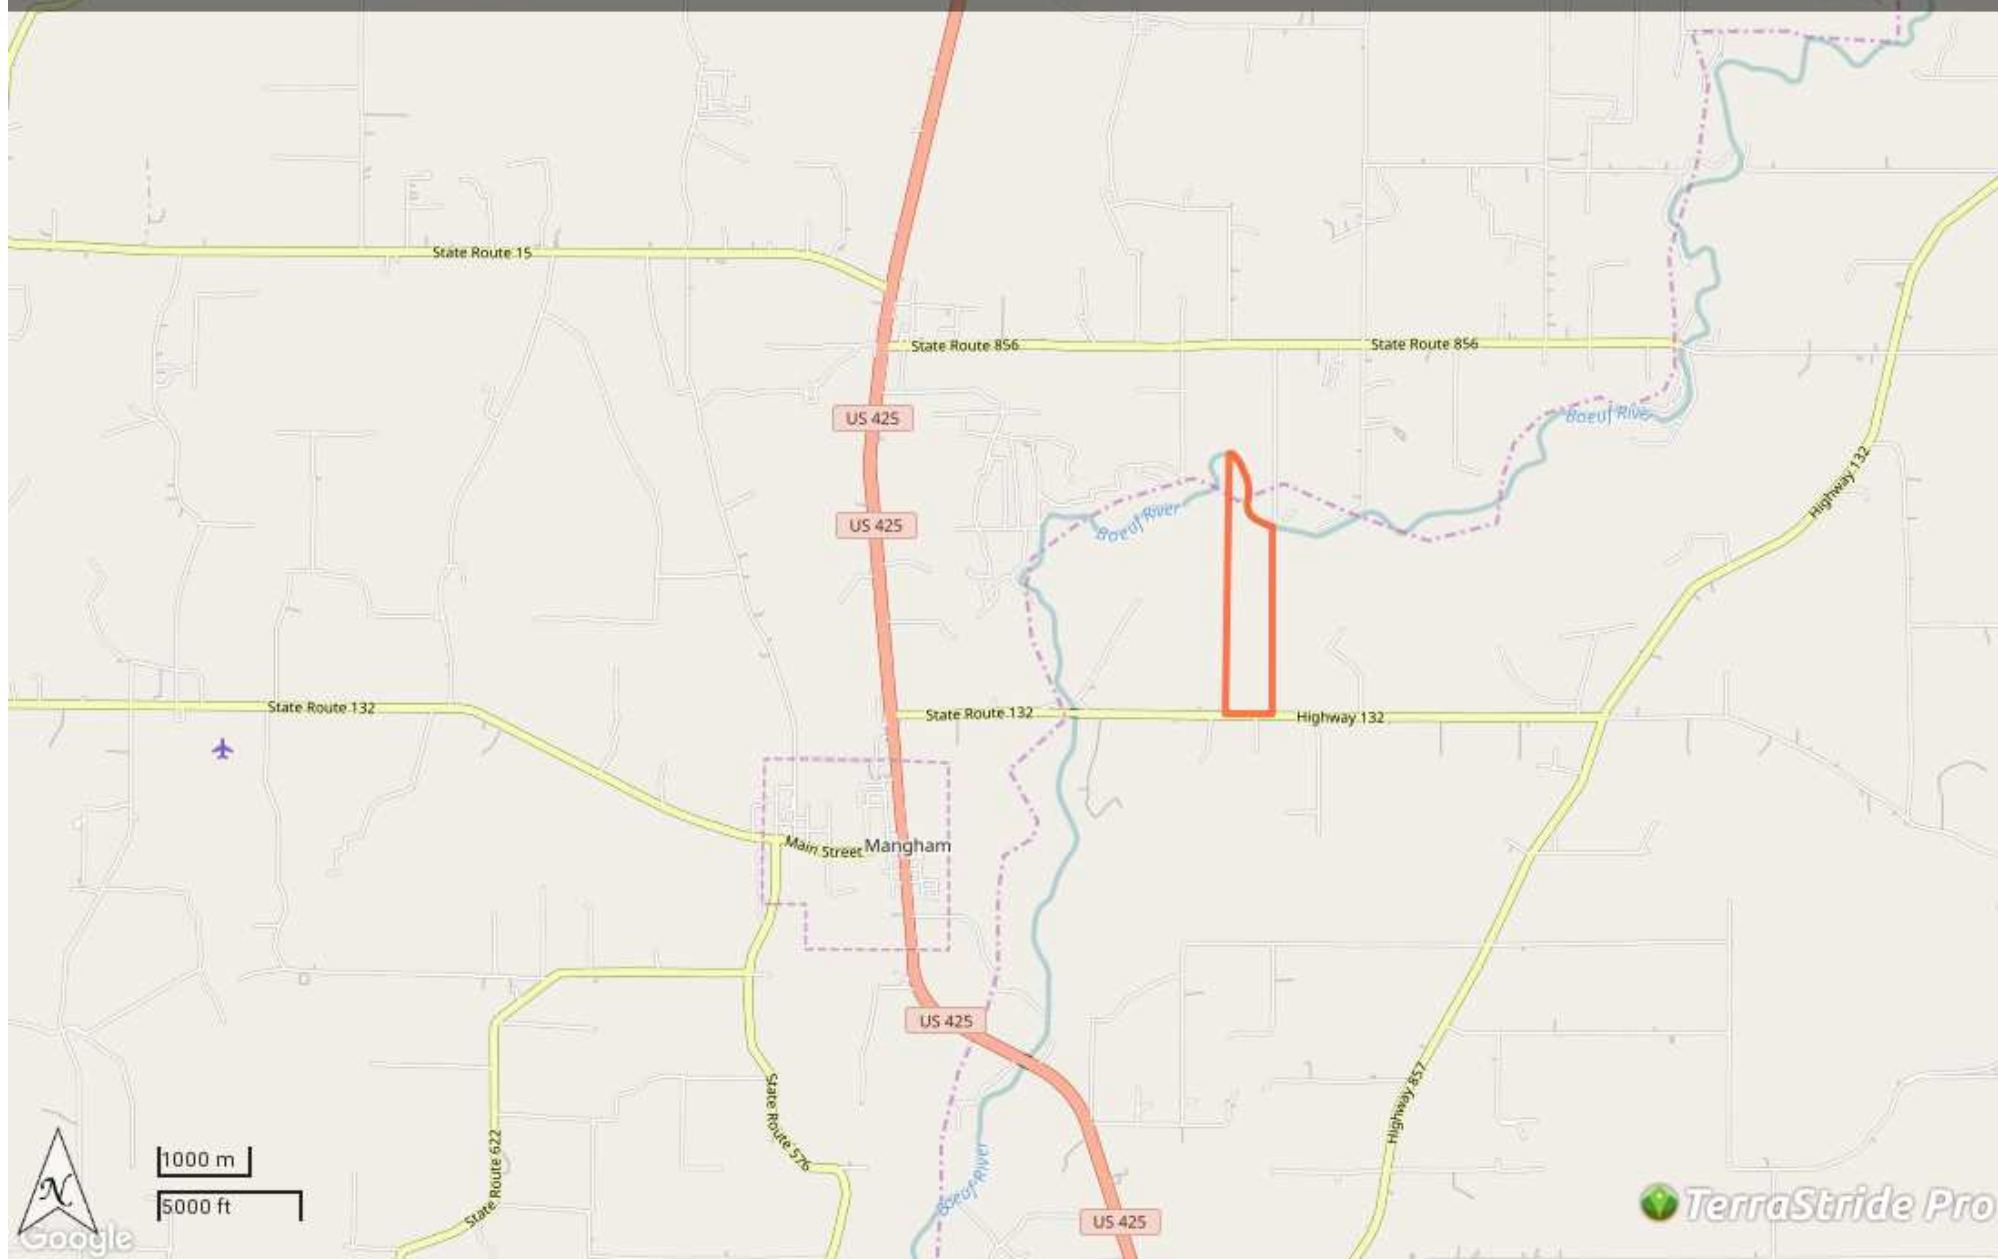 State Route 15
State Route 856
State Route 856
US 425
Boeuf River
Highway 132
US 425
Boeuf River
State Route 132
State Route 132
Highway 132
Main Street
Mangham
US 425
Highway 857
State Route 576
State Route 622
Boeuf River
US 425
N
1000 m
5000 ft
Google
TerraStride Pro